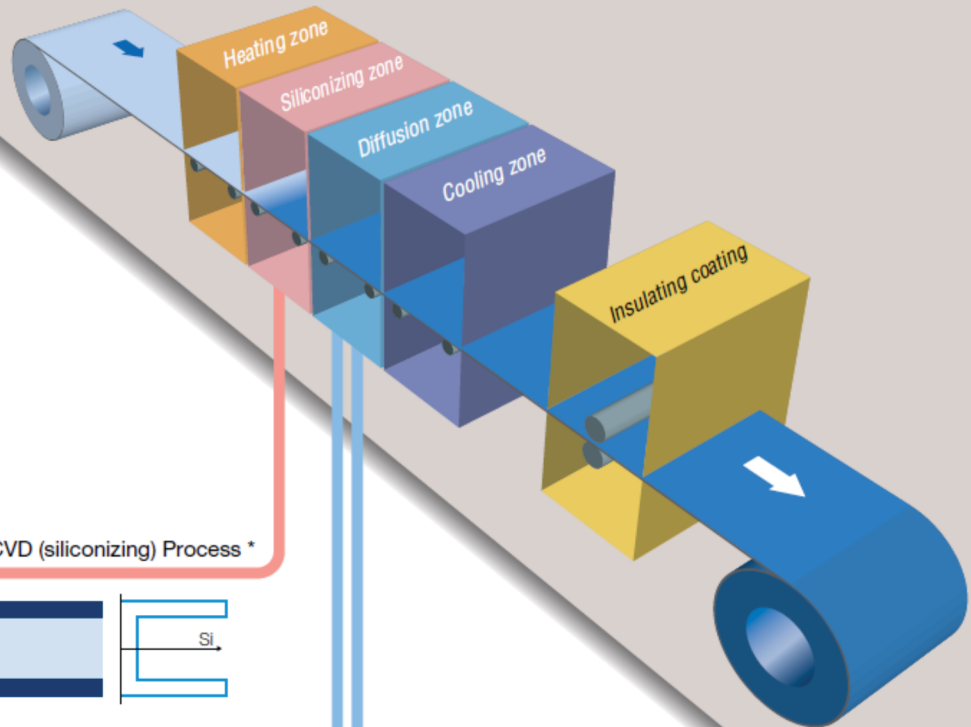 Heating zone
Siliconizing zone
Diffusion zone
Cooling zone
Insulating coating
CVD (siliconizing) Process *
Si